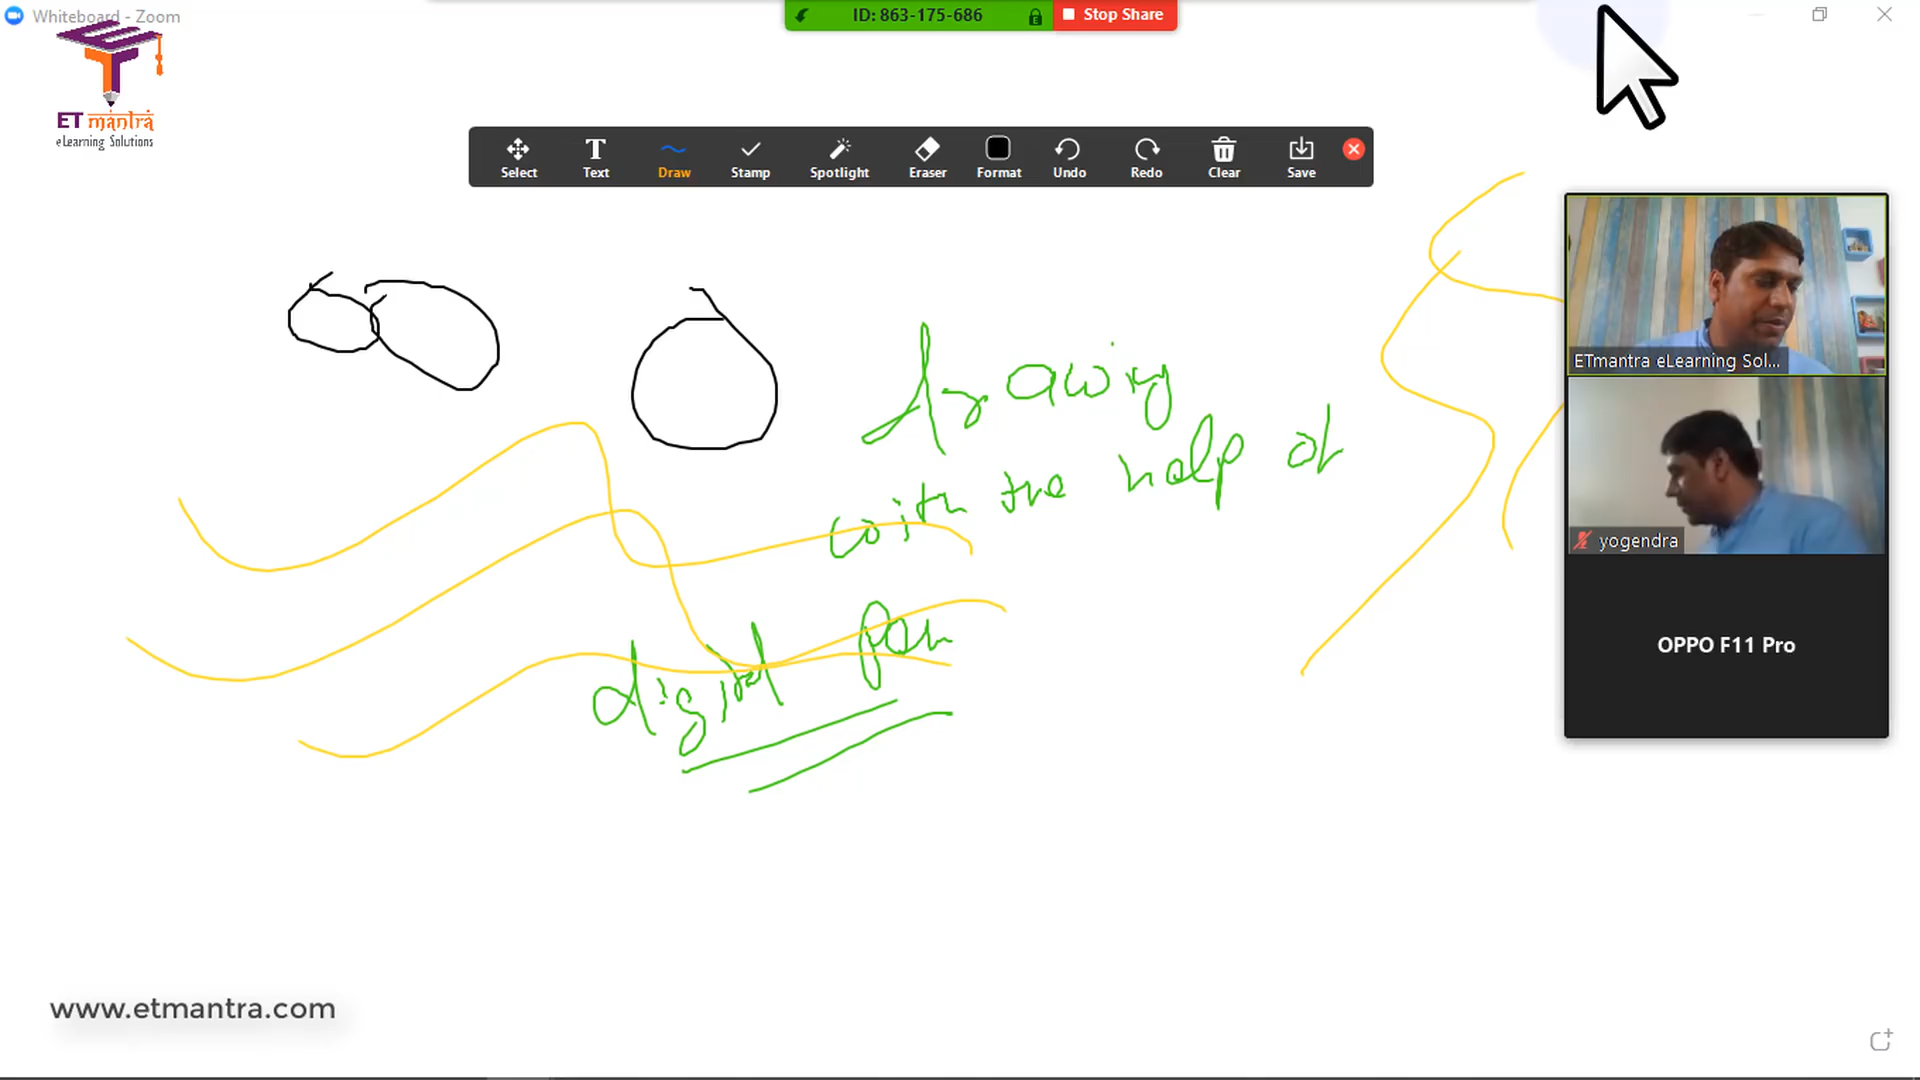 Whiteboard - Zoom
ID: 863-175-686
Stop Share
ET mantra
eLearning Solutions
Select
Text
Draw
Stamp
Spotlight
Eraser
Format
Undo
Redo
Clear
Save
drawing
with the help of
digital pen
ETmantra eLearning Sol...
yogendra
OPPO F11 Pro
www.etmantra.com